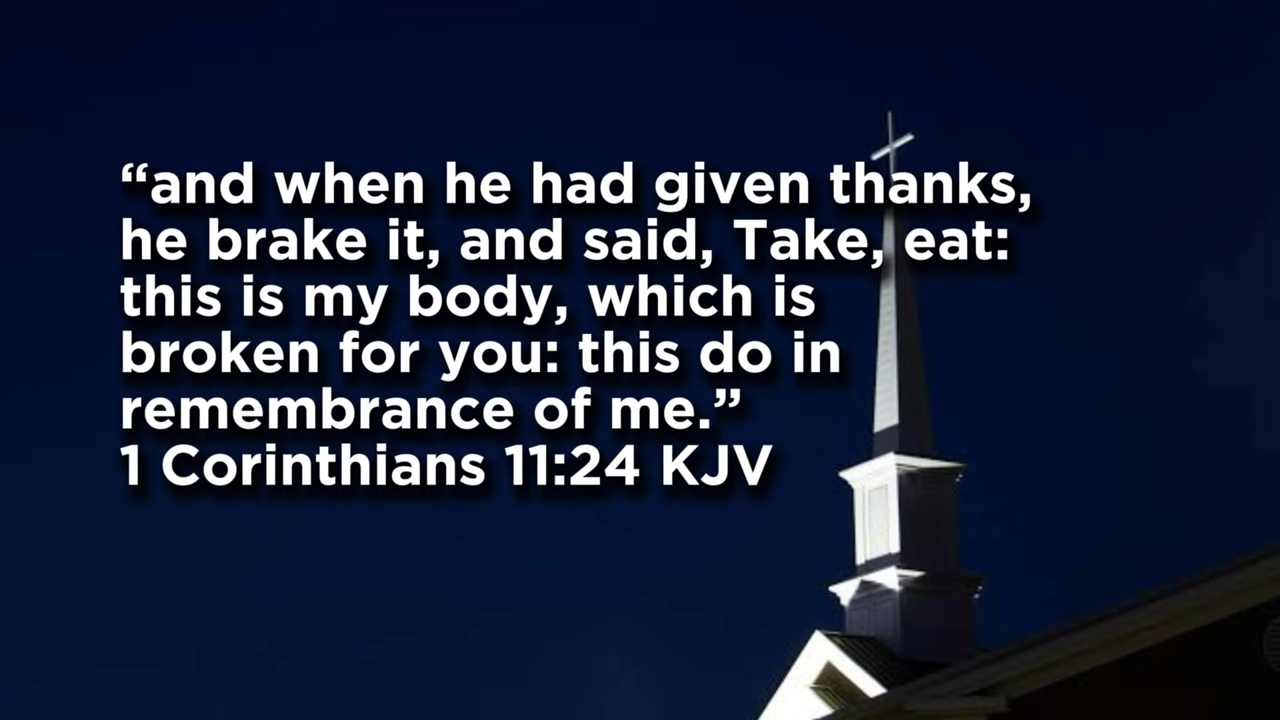 “and when he had given thanks,
he brake it, and said, Take, eat:
this is my body, which is
broken for you: this do in
remembrance of me.”
1 Corinthians 11:24 KJV